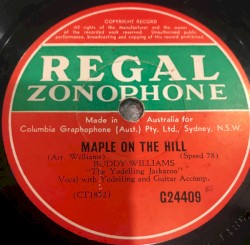 COPYRIGHT RECORD
All rights of the manufacturer and owner
of the recorded work reserved. Unauthorised public
performance, broadcasting and copying of this record prohibited.
REGAL
ZONOPHONE
Made in Australia for
Columbia Graphophone (Aust.) Pty. Ltd., Sydney, N.S.W.
MAPLE ON THE HILL
(Arr. Williams) (Speed 78)
BUDDY WILLIAMS
"The Yodelling Jackaroo"
Vocal with Yodelling and Guitar Accomp.
(CT1852) G24409